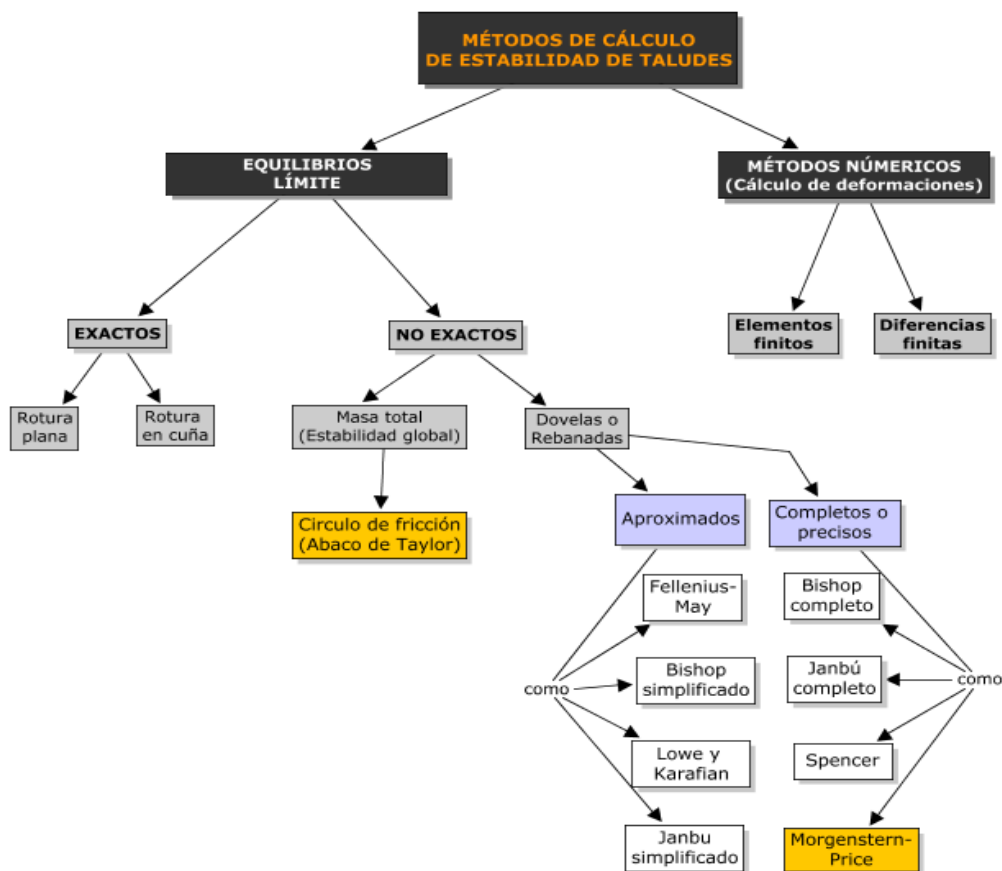 MÉTODOS DE CÁLCULO
DE ESTABILIDAD DE TALUDES
EQUILIBRIOS
LÍMITE
MÉTODOS NÚMERICOS
(Cálculo de deformaciones)
EXACTOS
NO EXACTOS
Elementos
finitos
Diferencias
finitas
Rotura
plana
Rotura
en cuña
Masa total
(Estabilidad global)
Dovelas o
Rebanadas
Circulo de fricción
(Abaco de Taylor)
Aproximados
Completos o
precisos
como
Fellenius-
May
Bishop
simplificado
Lowe y
Karafian
Janbu
simplificado
como
Bishop
completo
Janbú
completo
Spencer
Morgenstern-
Price